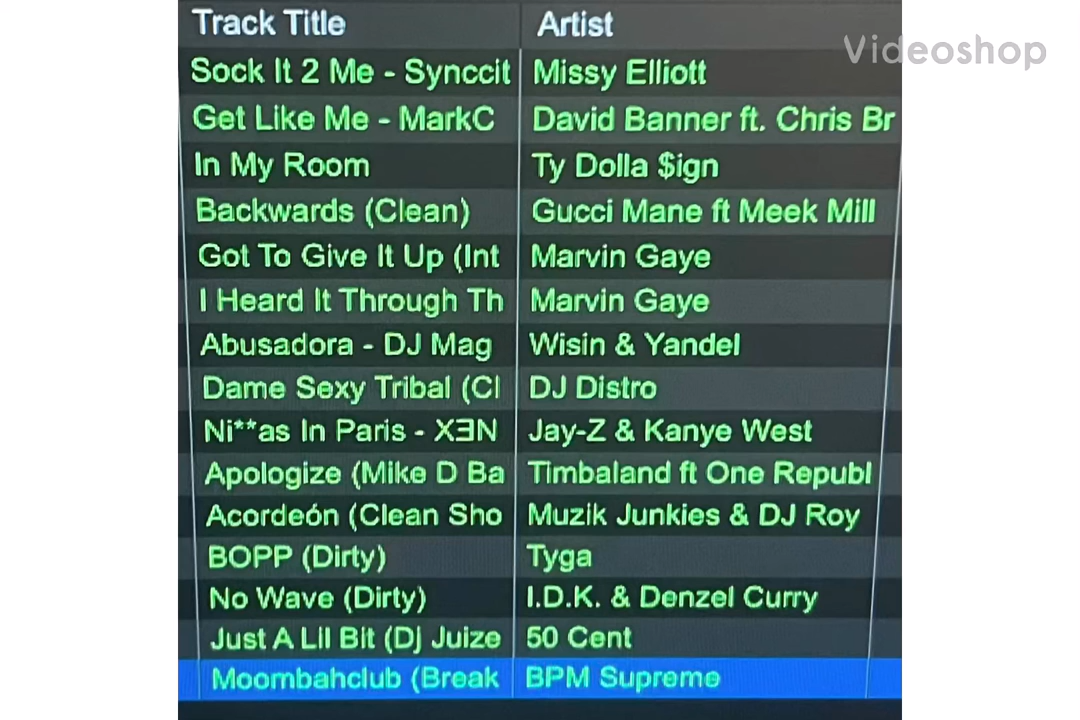 Track Title Artist
Videoshop
Sock It 2 Me - Synccit Missy Elliott
Get Like Me - MarkC David Banner ft. Chris Br
In My Room Ty Dolla $ign
Backwards (Clean) Gucci Mane ft Meek Mill
Got To Give It Up (Int Marvin Gaye
I Heard It Through Th Marvin Gaye
Abusadora - DJ Mag Wisin & Yandel
Dame Sexy Tribal (Cl DJ Distro
Ni**as In Paris - XƎN Jay-Z & Kanye West
Apologize (Mike D Ba Timbaland ft One Republ
Acordeón (Clean Sho Muzik Junkies & DJ Roy
BOPP (Dirty) Tyga
No Wave (Dirty) I.D.K. & Denzel Curry
Just A Lil Bit (Dj Juize 50 Cent
Moombahclub (Break BPM Supreme